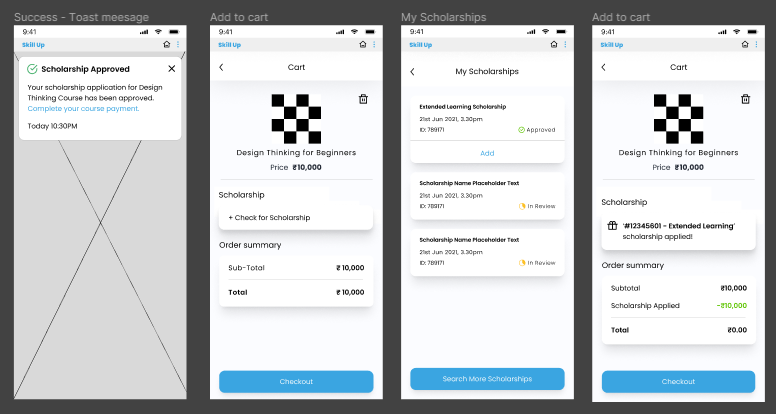 Success - Toast meesage
9:41
Skill Up
Scholarship Approved
Your scholarship application for Design
Thinking Course has been approved.
Complete your course payment.
Today 10:30PM
Add to cart
9:41
Skill Up
Cart
Design Thinking for Beginners
Price ₹10,000
Scholarship
+ Check for Scholarship
Order summary
Sub-Total ₹ 10,000
Total ₹ 10,000
Checkout
My Scholarships
9:41
Skill Up
My Scholarships
Extended Learning Scholarship
21st Jun 2021, 3.30pm
ID: 789171 Approved
Add
Scholarship Name Placeholder Text
21st Jun 2021, 3.30pm
ID: 789171 In Review
Scholarship Name Placeholder Text
21st Jun 2021, 3.30pm
ID: 789171 In Review
Search More Scholarships
Add to cart
9:41
Skill Up
Cart
Design Thinking for Beginners
Price ₹10,000
Scholarship
'#12345601 - Extended Learning'
scholarship applied!
Order summary
Subtotal ₹10,000
Scholarship Applied -₹10,000
Total ₹0.00
Checkout